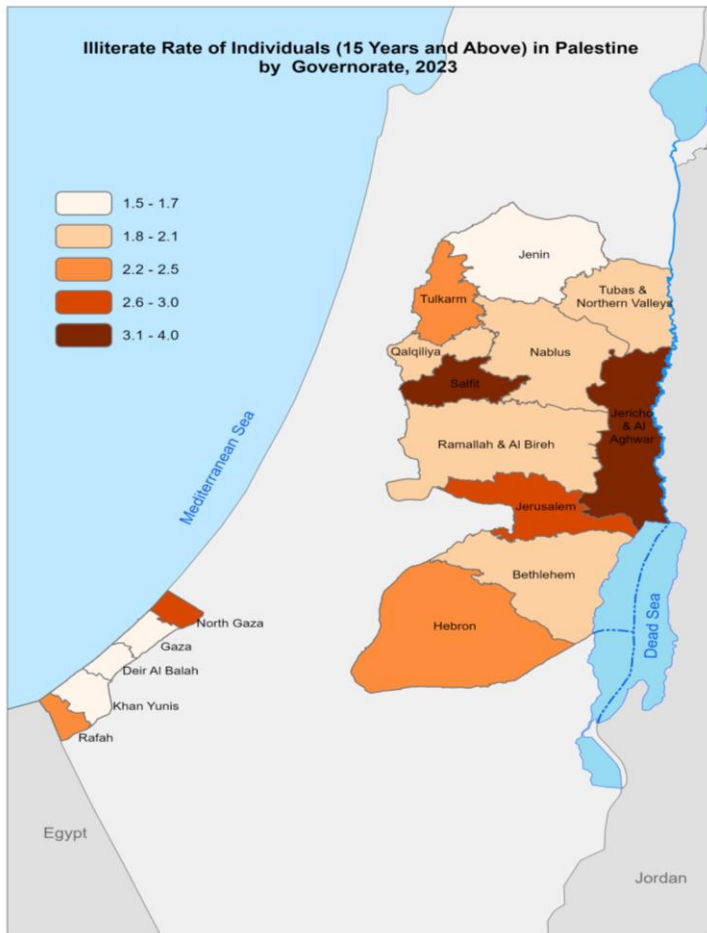 Illiterate Rate of Individuals (15 Years and Above) in Palestine
by Governorate, 2023
1.5 - 1.7
1.8 - 2.1
2.2 - 2.5
2.6 - 3.0
3.1 - 4.0
Jenin
Tubas &
Northern Valleys
Tulkarm
Qalqiliya
Nablus
Salfit
Jericho
& Al
Aghwar
Ramallah & Al Bireh
Mediterranean Sea
Jerusalem
Bethlehem
Hebron
Dead Sea
North Gaza
Gaza
Deir Al Balah
Khan Yunis
Rafah
Egypt
Jordan